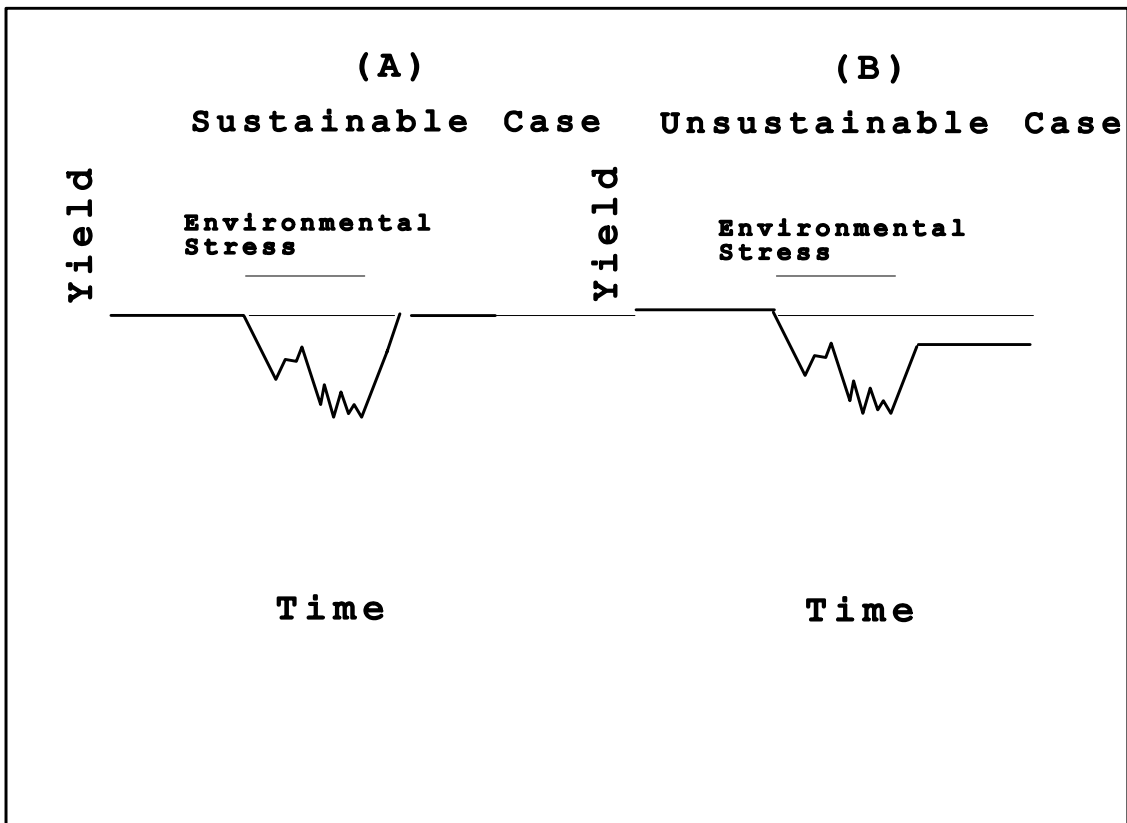 (A)
Sustainable Case
Yield
Environmental
Stress
Time
(B)
Unsustainable Case
Yield
Environmental
Stress
Time